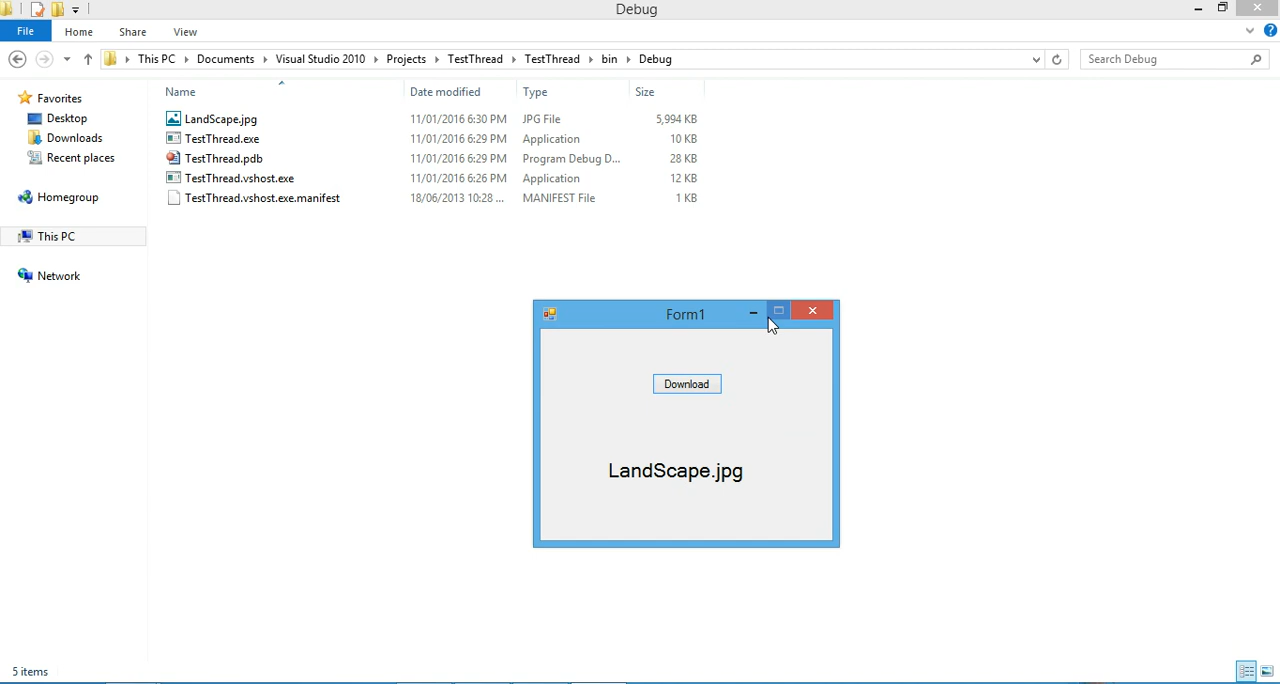 Debug
File Home Share View
This PC Documents Visual Studio 2010 Projects TestThread TestThread bin Debug Search Debug
Name Date modified Type Size
Favorites
Desktop
Downloads
Recent places
Homegroup
This PC
Network
LandScape.jpg 11/01/2016 6:30 PM JPG File 5,994 KB
TestThread.exe 11/01/2016 6:29 PM Application 10 KB
TestThread.pdb 11/01/2016 6:29 PM Program Debug D... 28 KB
TestThread.vshost.exe 11/01/2016 6:26 PM Application 12 KB
TestThread.vshost.exe.manifest 18/06/2013 10:28 ... MANIFEST File 1 KB
Form1
Download
LandScape.jpg
5 items